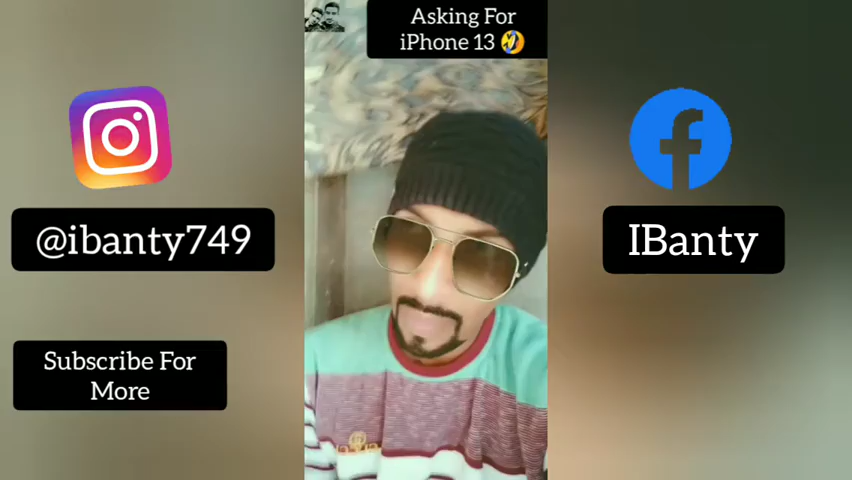 Asking For
iPhone 13 🤣
@ibanty749
IBanty
Subscribe For
More